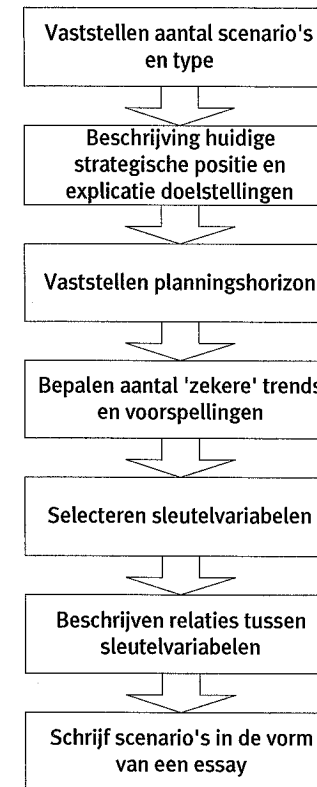 Vaststellen aantal scenario's
en type
Beschrijving huidige
strategische positie en
explicatie doelstellingen
Vaststellen planningshorizon
Bepalen aantal 'zekere' trends
en voorspellingen
Selecteren sleutelvariabelen
Beschrijven relaties tussen
sleutelvariabelen
Schrijf scenario's in de vorm
van een essay